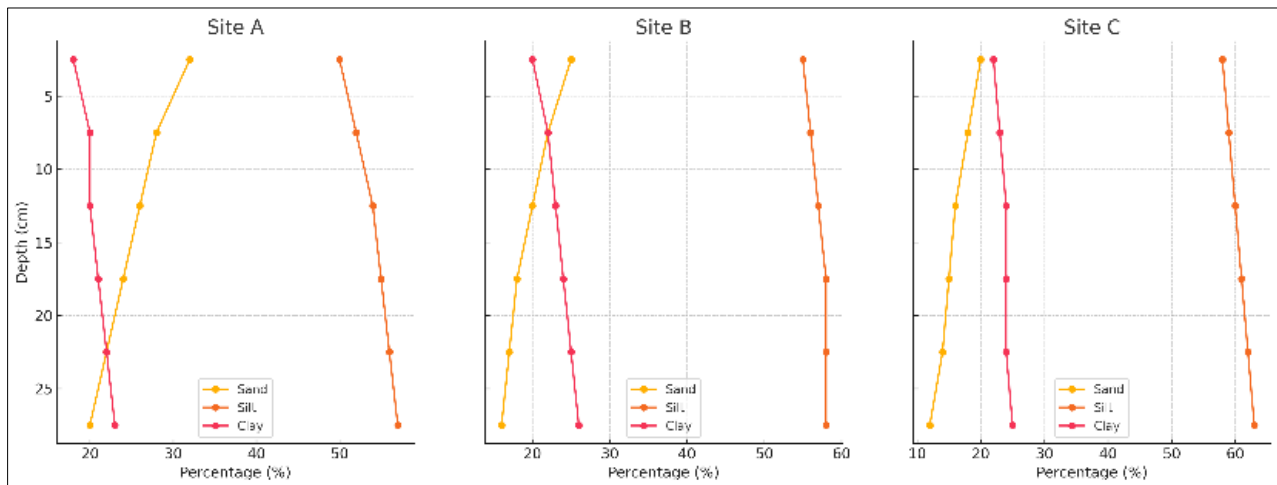 Site A
Site B
Site C
Depth (cm)
5
10
15
20
25
Sand
Silt
Clay
20
30
40
50
Percentage (%)
Sand
Silt
Clay
20
30
40
50
60
Percentage (%)
Sand
Silt
Clay
10
20
30
40
50
60
Percentage (%)